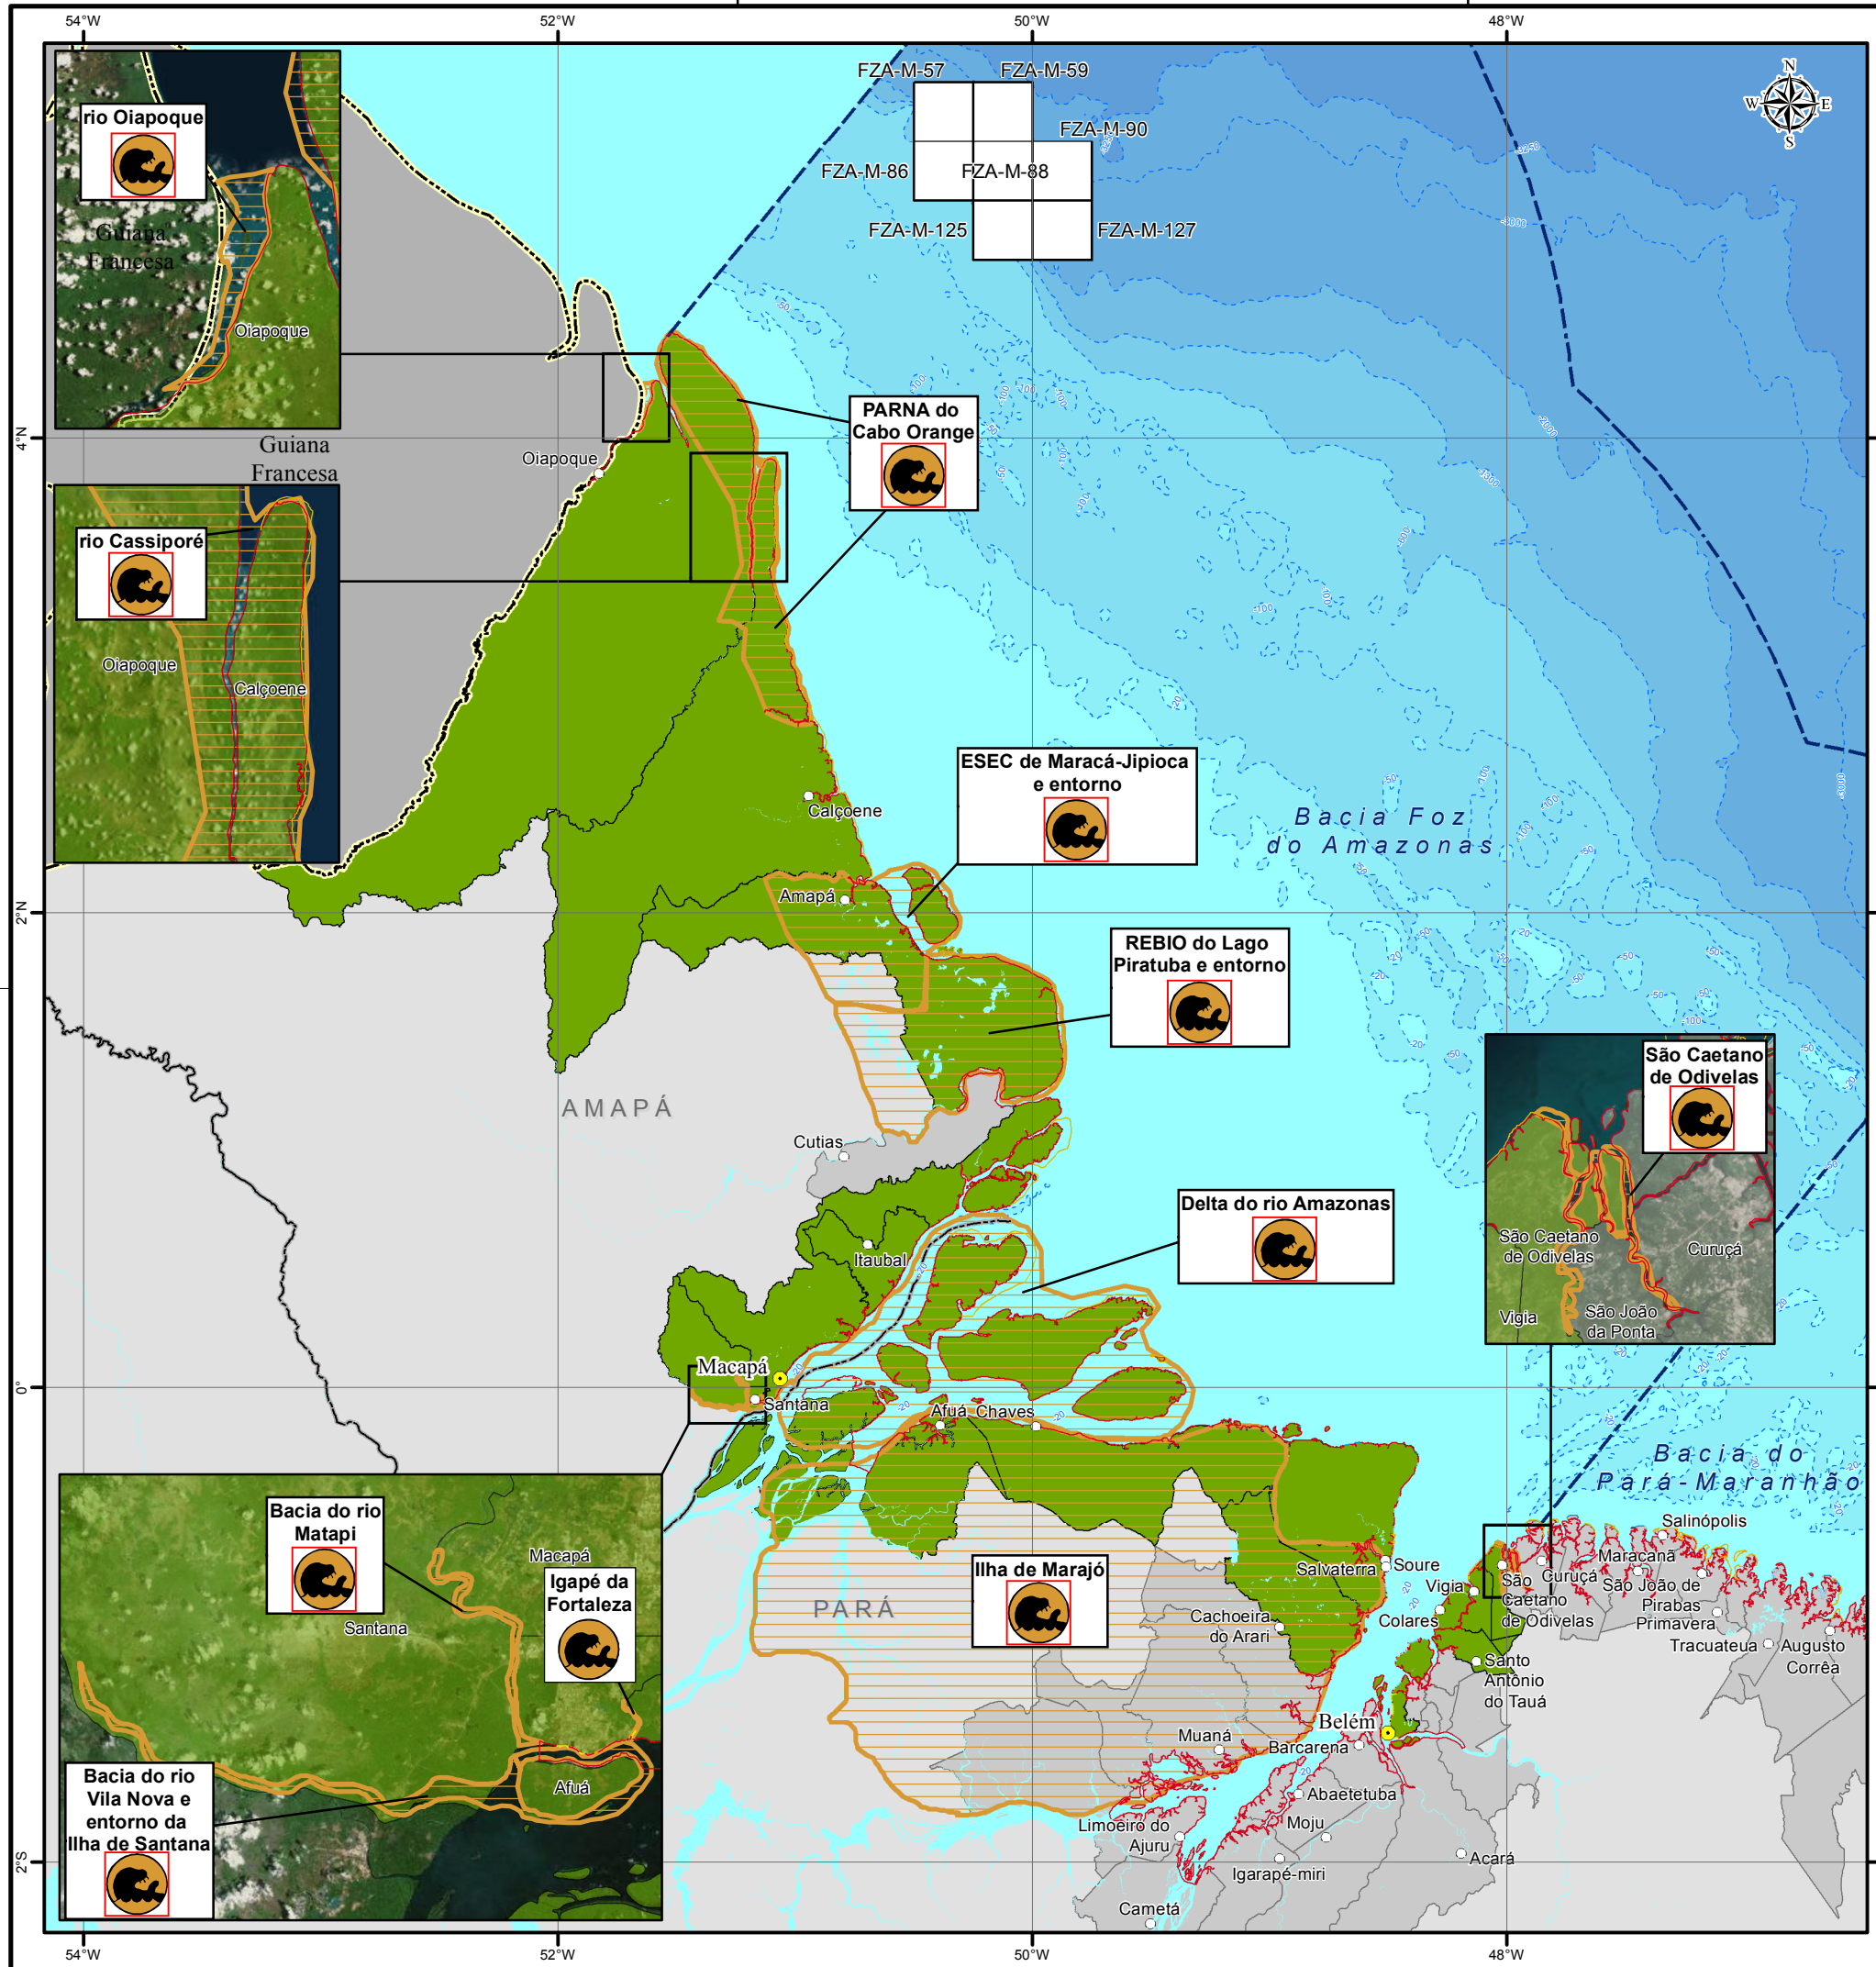 54°W
52°W
50°W
48°W
N
W
E
S
FZA-M-57
FZA-M-59
FZA-M-90
FZA-M-86
FZA-M-88
FZA-M-125
FZA-M-127
rio Oiapoque
Guiana
Francesa
Oiapoque
Guiana
Francesa
Oiapoque
4°N
PARNA do
Cabo Orange
rio Cassiporé
Oiapoque
Calçoene
ESEC de Maracá-Jipioca
e entorno
Calçoene
Bacia Foz
do Amazonas
Amapá
2°N
REBIO do Lago
Piratuba e entorno
AMAPÁ
Cutias
São Caetano
de Odivelas
São Caetano
de Odivelas
Curuçá
Vigia
São João
da Ponta
Delta do rio Amazonas
Itaubal
Macapá
Santana
0°
Afuá
Chaves
Bacia do
Pará-Maranhão
Bacia do rio
Matapi
Macapá
Igapé da
Fortaleza
Santana
Afuá
Bacia do rio
Vila Nova e
entorno da
Ilha de Santana
PARÁ
Ilha de Marajó
Salvaterra
Soure
Cachoeira
do Arari
Vigia
Colares
São
Caetano
de Odivelas
Curuçá
Maracanã
Salinópolis
São João de
Pirabas
Primavera
Tracuateua
Augusto
Corrêa
Santo
Antônio
do Tauá
Belém
Muaná
Barcarena
Abaetetuba
Limoeiro do
Ajuru
Moju
Igarapé-miri
Acará
Cametá
2°S
54°W
52°W
50°W
48°W